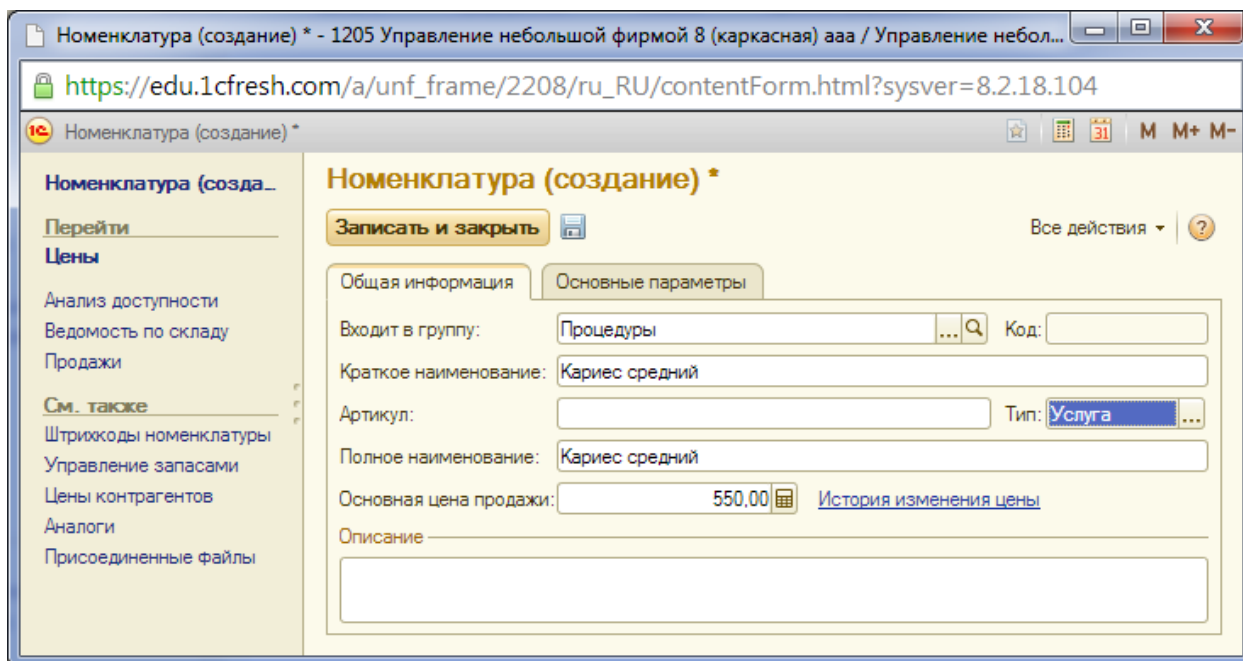 Номенклатура (создание) * - 1205 Управление небольшой фирмой 8 (каркасная) ааа / Управление небол...
https://edu.1cfresh.com/a/unf_frame/2208/ru_RU/contentForm.html?sysver=8.2.18.104
1С Номенклатура (создание) * 31 M M+ M-
Номенклатура (созда...
Перейти
Цены
Анализ доступности
Ведомость по складу
Продажи
См. также
Штрихкоды номенклатуры
Управление запасами
Цены контрагентов
Аналоги
Присоединенные файлы
Номенклатура (создание) *
Записать и закрыть Все действия ?
Общая информация Основные параметры
Входит в группу: Процедуры ... Код:
Краткое наименование: Кариес средний
Артикул: Тип: Услуга ...
Полное наименование: Кариес средний
Основная цена продажи: 550,00 История изменения цены
Описание